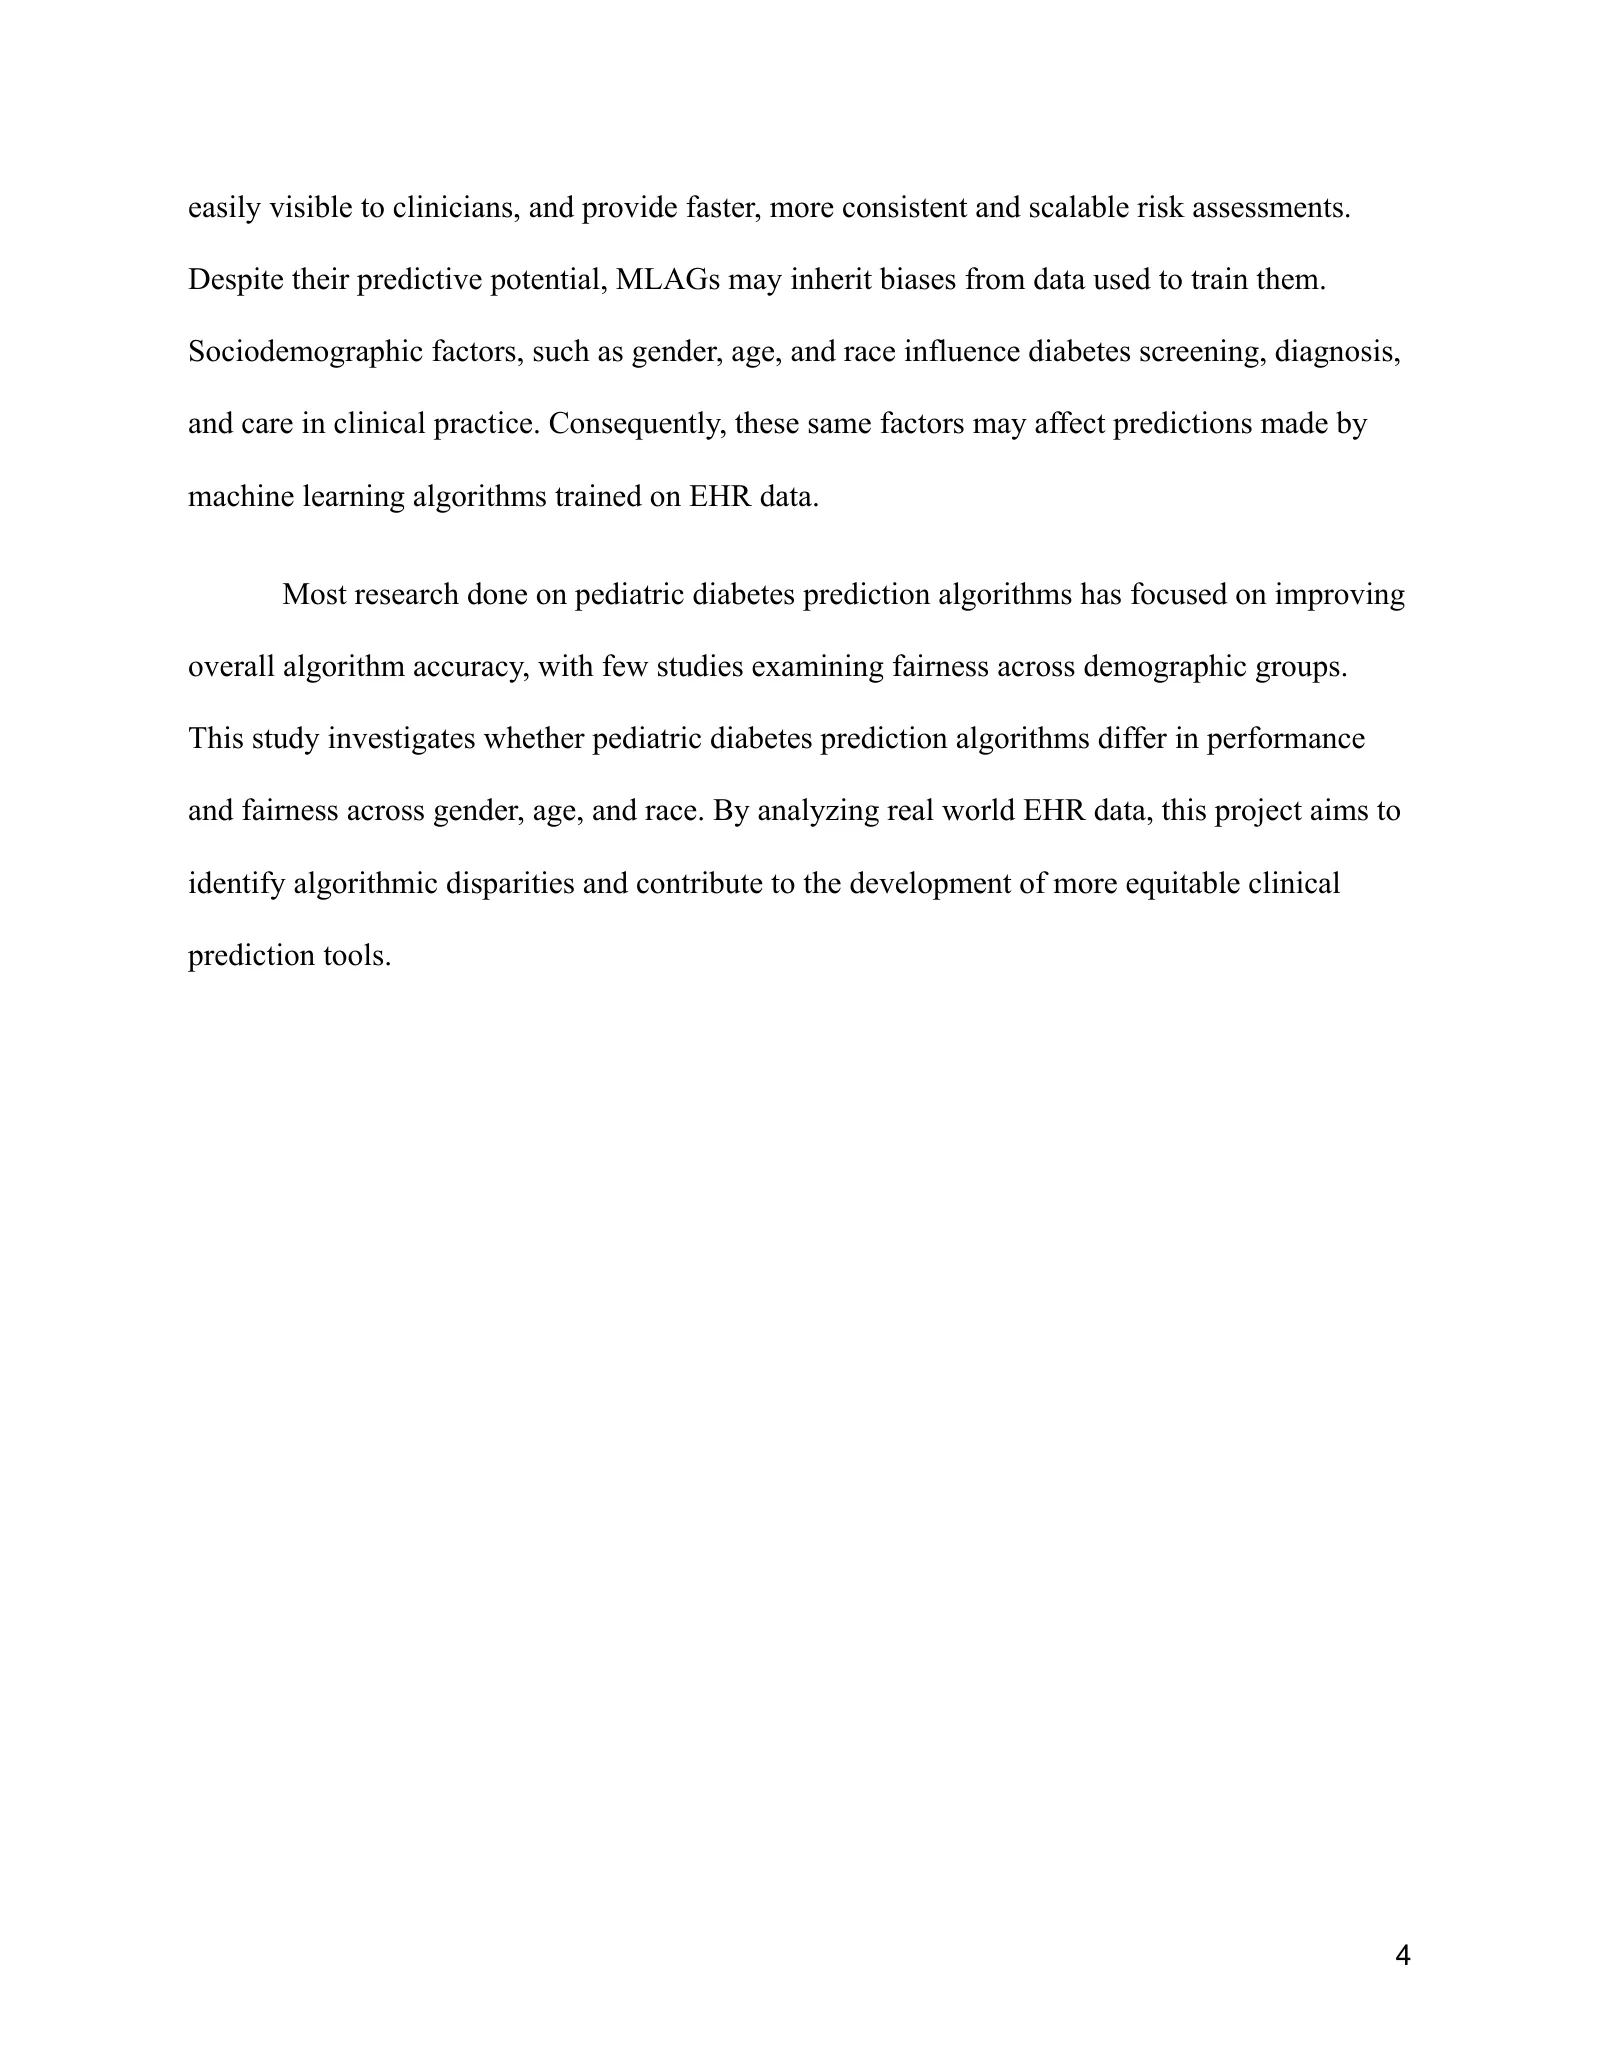 easily visible to clinicians, and provide faster, more consistent and scalable risk assessments.
Despite their predictive potential, MLAGs may inherit biases from data used to train them.
Sociodemographic factors, such as gender, age, and race influence diabetes screening, diagnosis,
and care in clinical practice. Consequently, these same factors may affect predictions made by
machine learning algorithms trained on EHR data.
Most research done on pediatric diabetes prediction algorithms has focused on improving
overall algorithm accuracy, with few studies examining fairness across demographic groups.
This study investigates whether pediatric diabetes prediction algorithms differ in performance
and fairness across gender, age, and race. By analyzing real world EHR data, this project aims to
identify algorithmic disparities and contribute to the development of more equitable clinical
prediction tools.
4